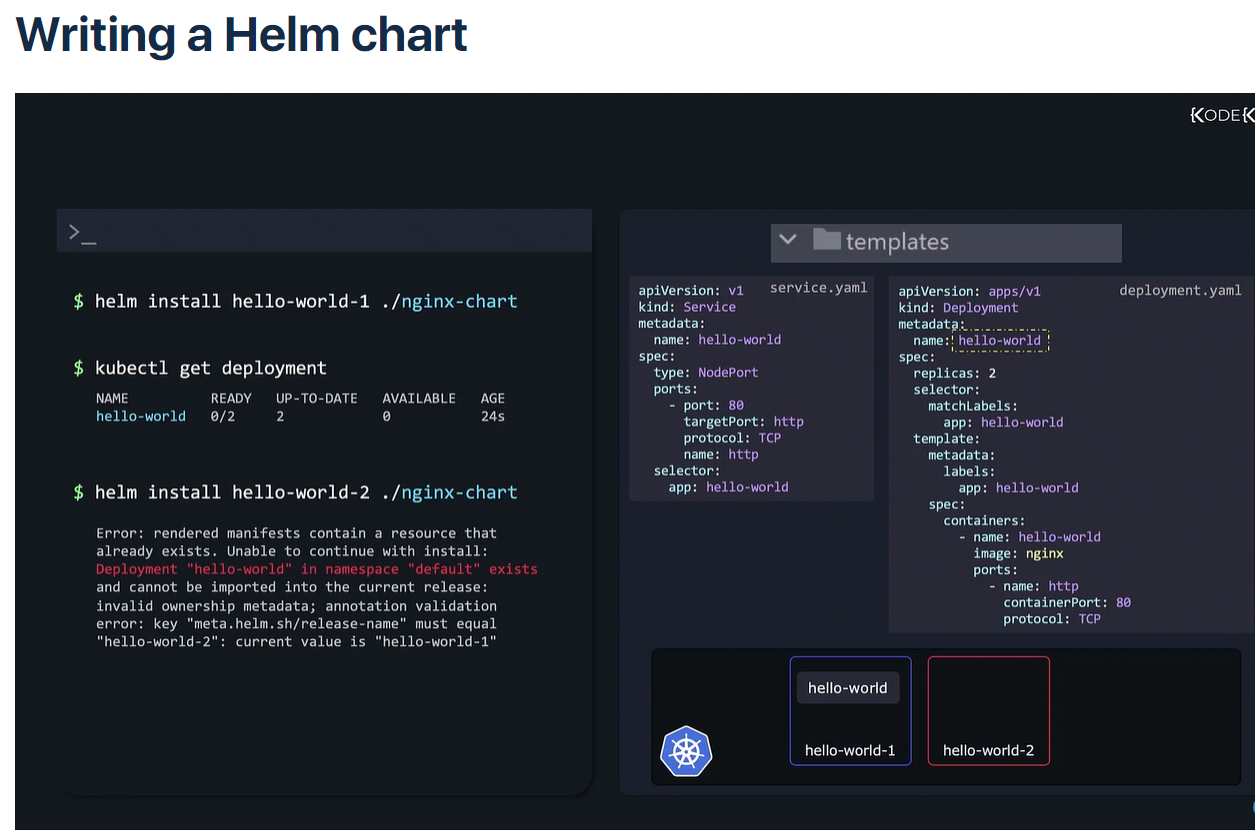 Writing a Helm chart
KODEK
>_
$ helm install hello-world-1 ./nginx-chart
$ kubectl get deployment
NAME READY UP-TO-DATE AVAILABLE AGE
hello-world 0/2 2 0 24s
$ helm install hello-world-2 ./nginx-chart
Error: rendered manifests contain a resource that
already exists. Unable to continue with install:
Deployment "hello-world" in namespace "default" exists
and cannot be imported into the current release:
invalid ownership metadata; annotation validation
error: key "meta.helm.sh/release-name" must equal
"hello-world-2": current value is "hello-world-1"
templates
service.yaml
apiVersion: v1
kind: Service
metadata:
  name: hello-world
spec:
  type: NodePort
  ports:
    - port: 80
      targetPort: http
      protocol: TCP
      name: http
  selector:
    app: hello-world
deployment.yaml
apiVersion: apps/v1
kind: Deployment
metadata:
  name: hello-world
spec:
  replicas: 2
  selector:
    matchLabels:
      app: hello-world
  template:
    metadata:
      labels:
        app: hello-world
    spec:
      containers:
        - name: hello-world
          image: nginx
          ports:
            - name: http
              containerPort: 80
              protocol: TCP
hello-world
hello-world-1
hello-world-2